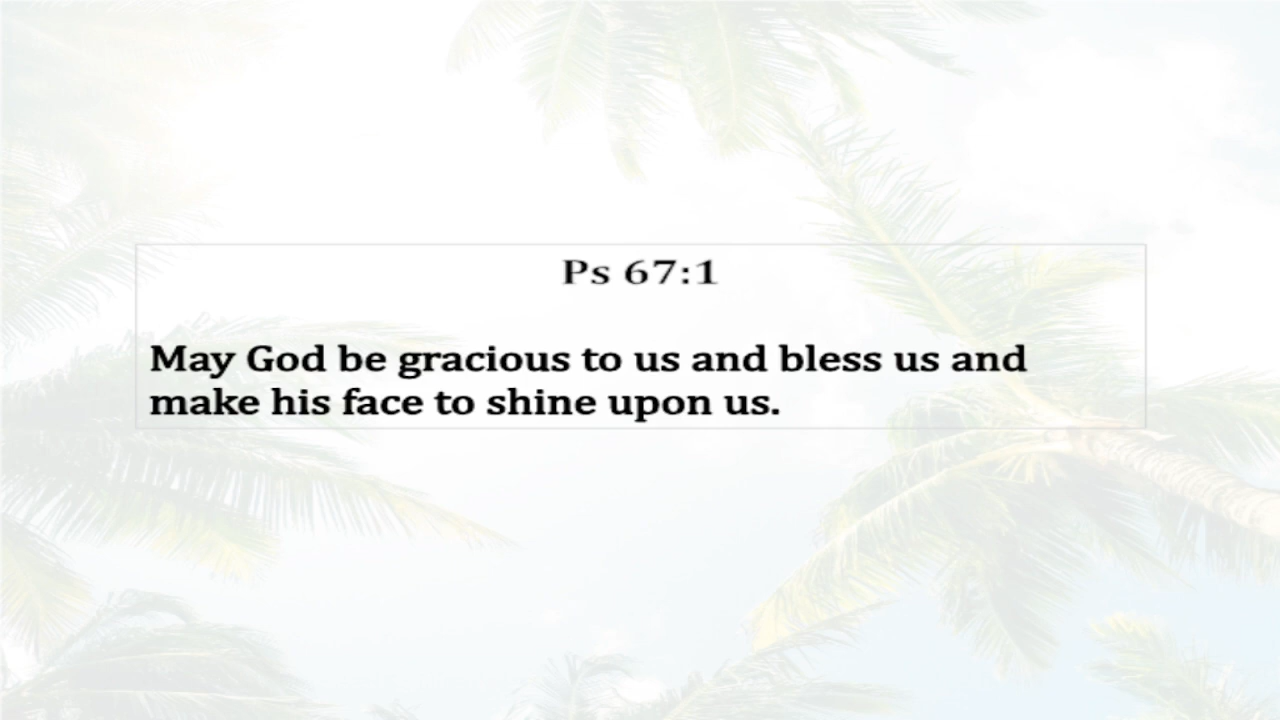 Ps 67:1
May God be gracious to us and bless us and
make his face to shine upon us.